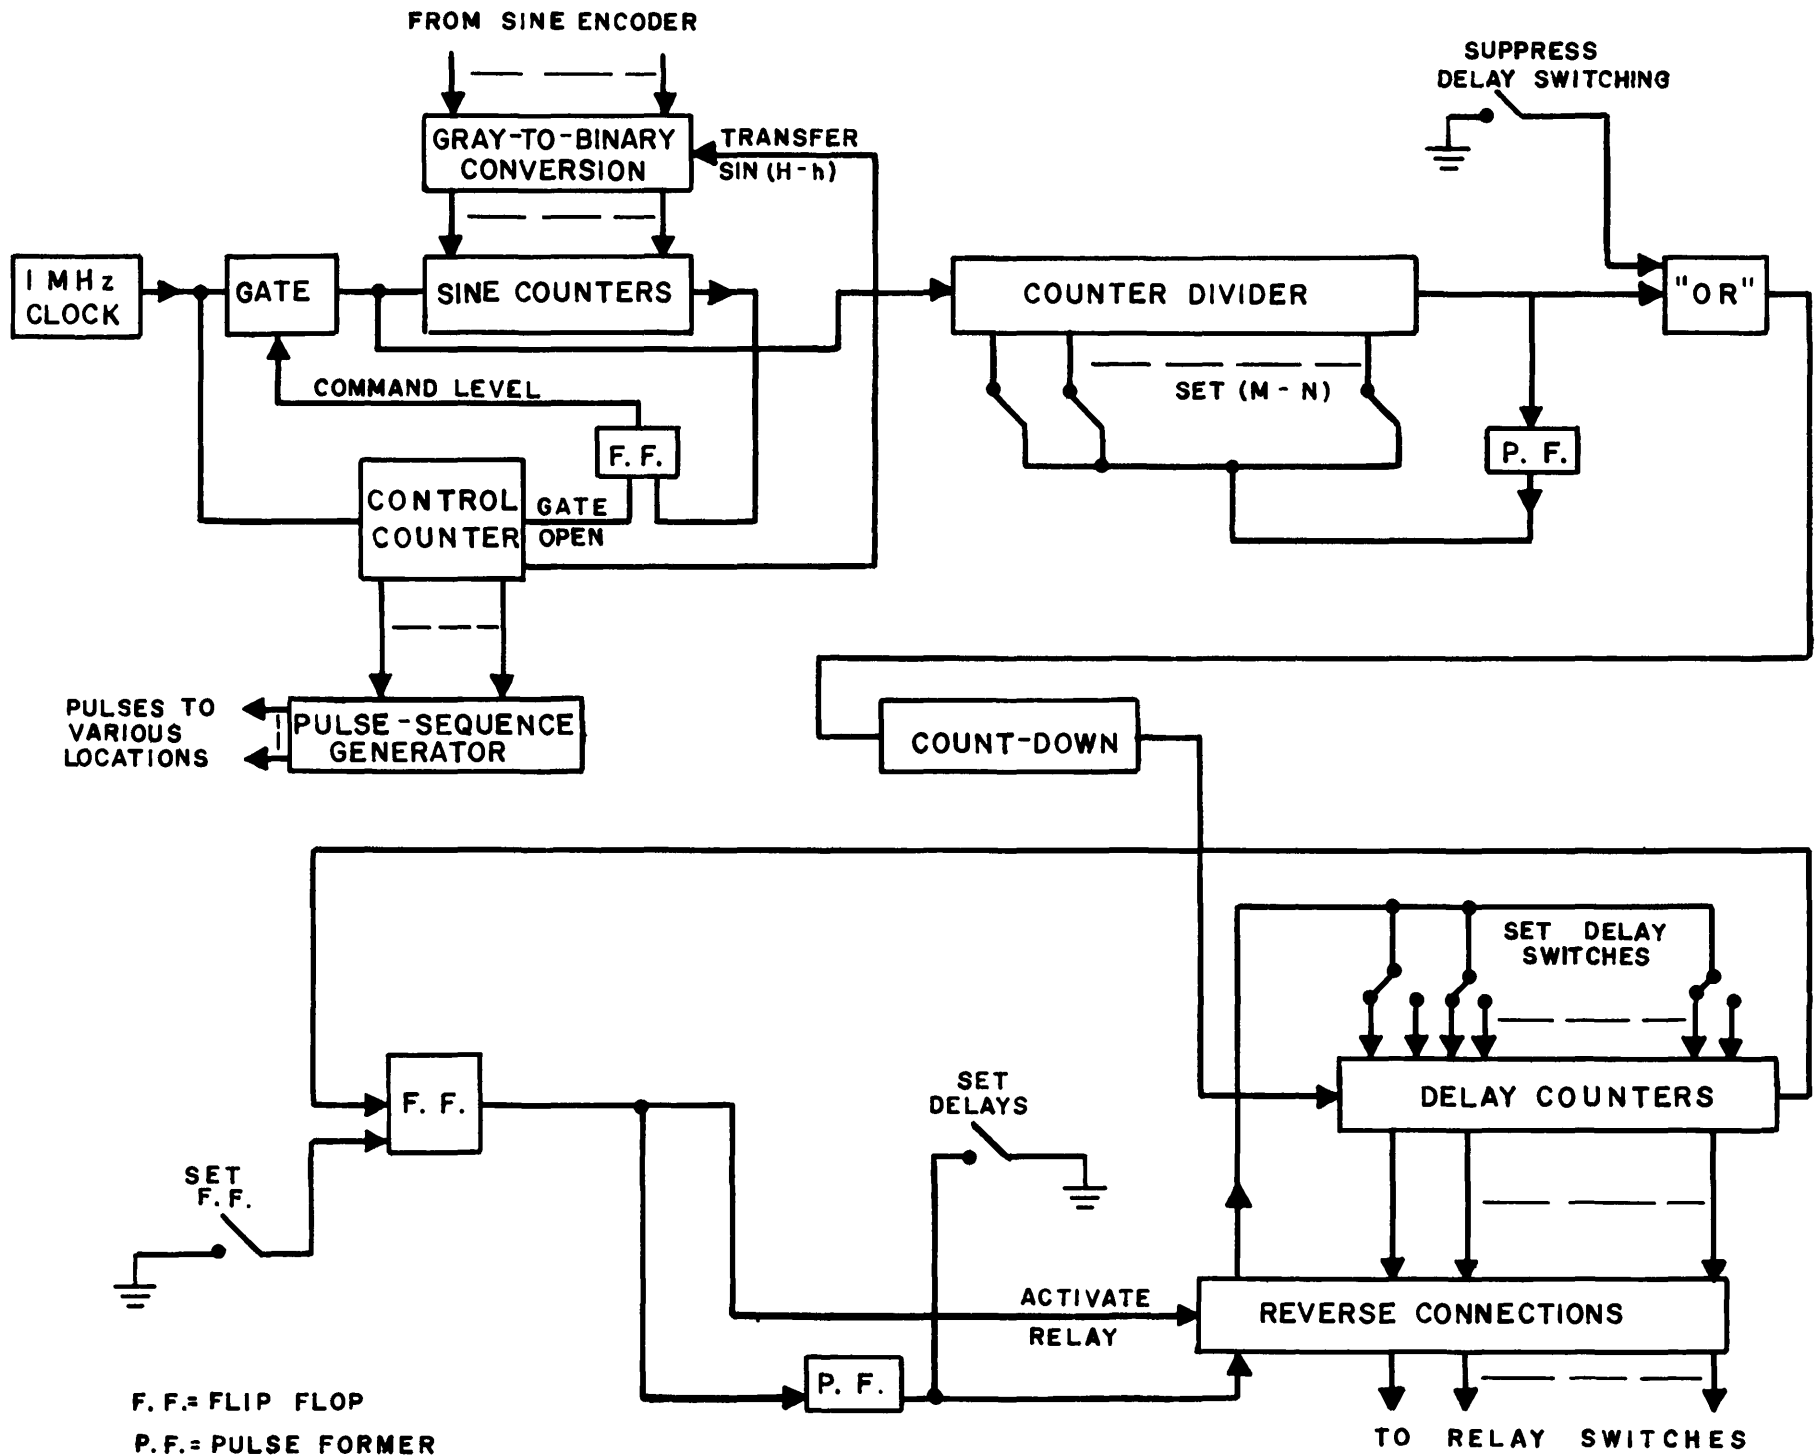 FROM SINE ENCODER
SUPPRESS
DELAY SWITCHING
GRAY-TO-BINARY
CONVERSION
TRANSFER
SIN (H-h)
1 MHz
CLOCK
GATE
SINE COUNTERS
COUNTER DIVIDER
"OR"
COMMAND LEVEL
SET (M - N)
F. F.
P. F.
CONTROL
COUNTER
GATE
OPEN
PULSES TO
VARIOUS
LOCATIONS
PULSE-SEQUENCE
GENERATOR
COUNT-DOWN
SET DELAY
SWITCHES
F. F.
SET
DELAYS
DELAY COUNTERS
SET
F. F.
ACTIVATE
RELAY
REVERSE CONNECTIONS
P. F.
F. F.= FLIP FLOP
P. F.= PULSE FORMER
TO RELAY SWITCHES